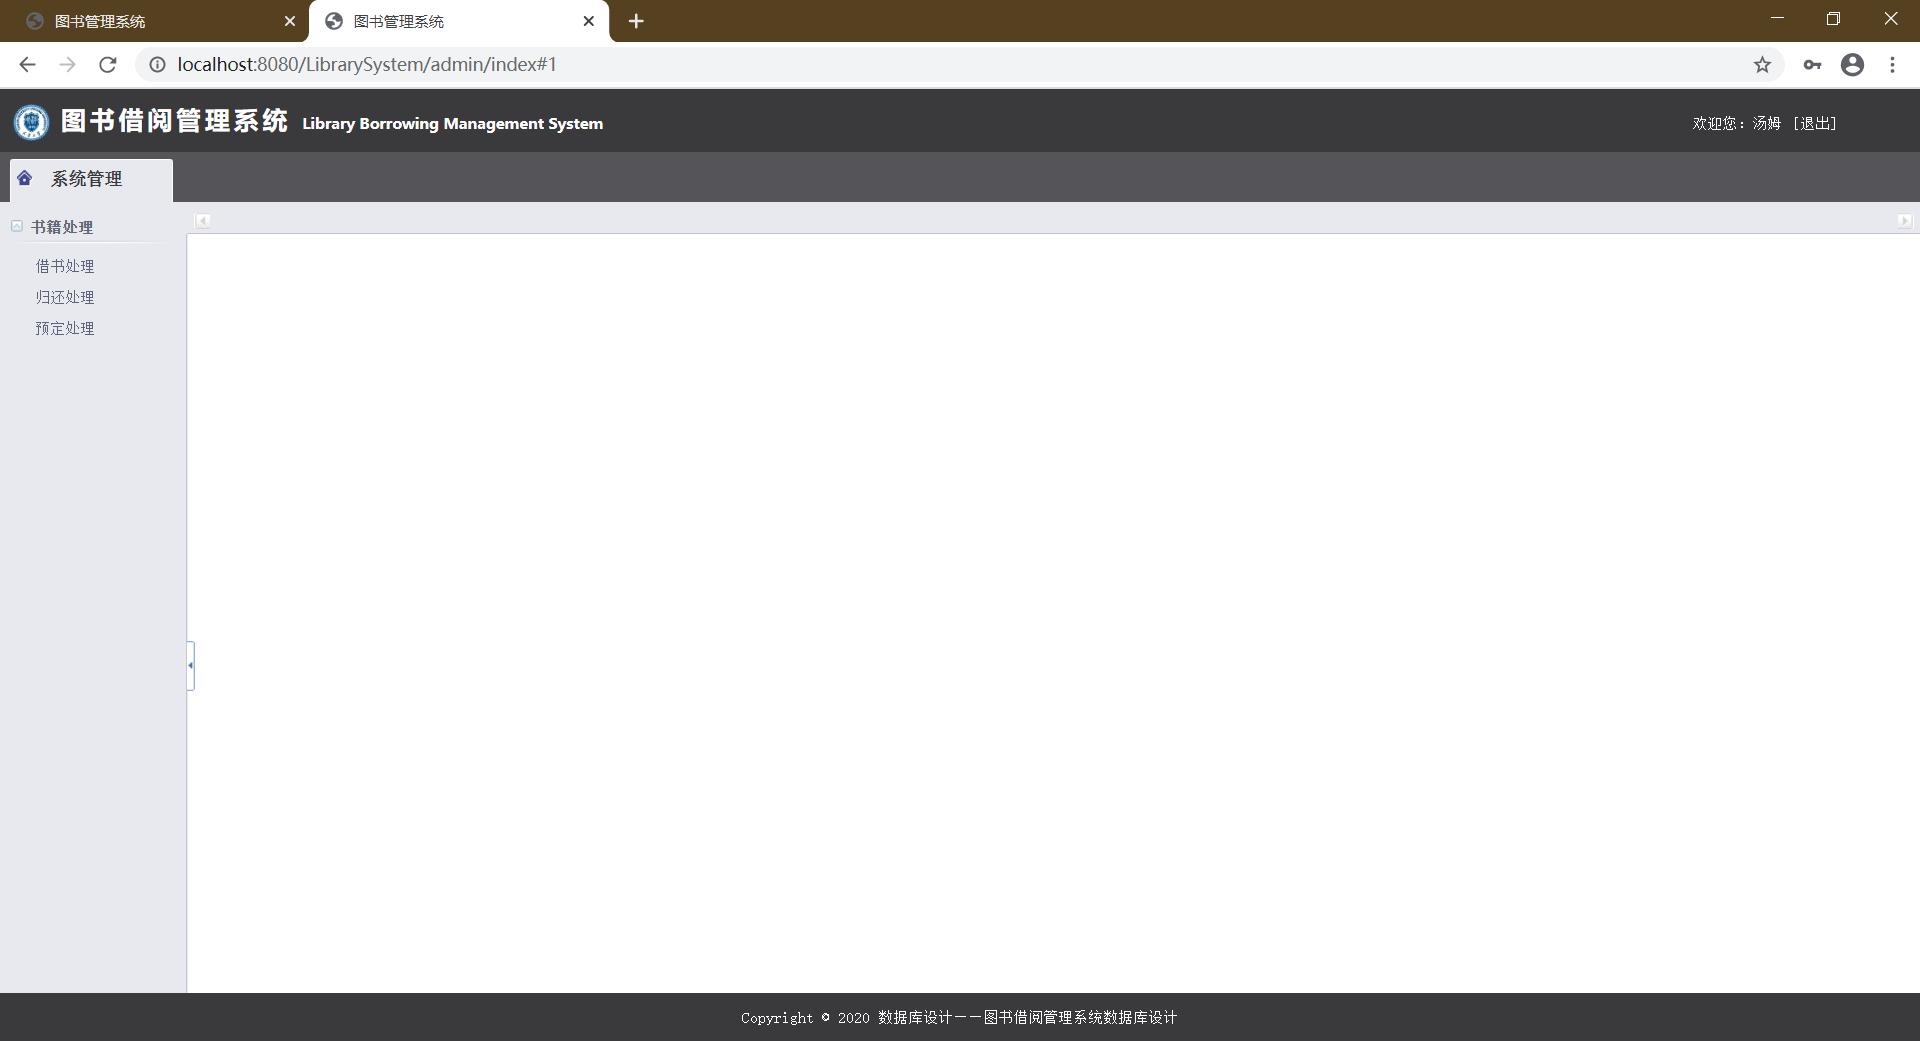 图书管理系统
图书管理系统
localhost:8080/LibrarySystem/admin/index#1
图书借阅管理系统 Library Borrowing Management System
欢迎您：汤姆 [退出]
系统管理
书籍处理
借书处理
归还处理
预定处理
Copyright © 2020 数据库设计——图书借阅管理系统数据库设计